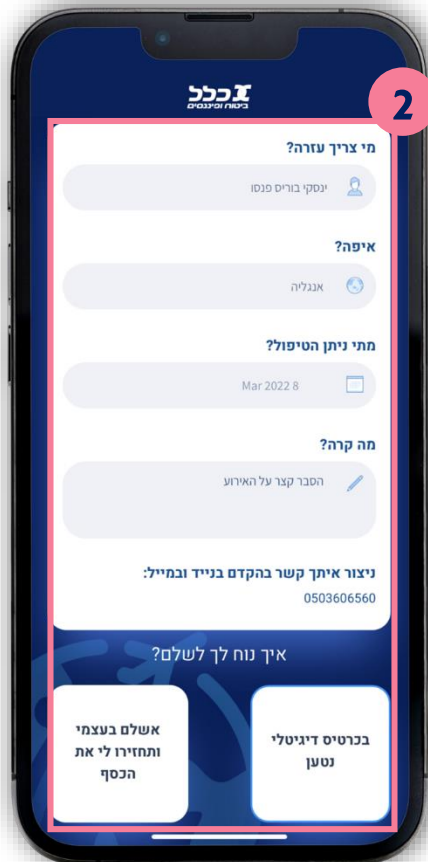 כלל
ביטוח ופיננסים
2
מי צריך עזרה?
ינסקי בוריס פנסו
איפה?
אנגליה
מתי ניתן הטיפול?
8 Mar 2022
מה קרה?
הסבר קצר על האירוע
ניצור איתך קשר בהקדם בנייד ובמייל:
0503606560
איך נוח לך לשלם?
בכרטיס דיגיטלי
נטען
אשלם בעצמי
ותחזירו לי את
הכסף